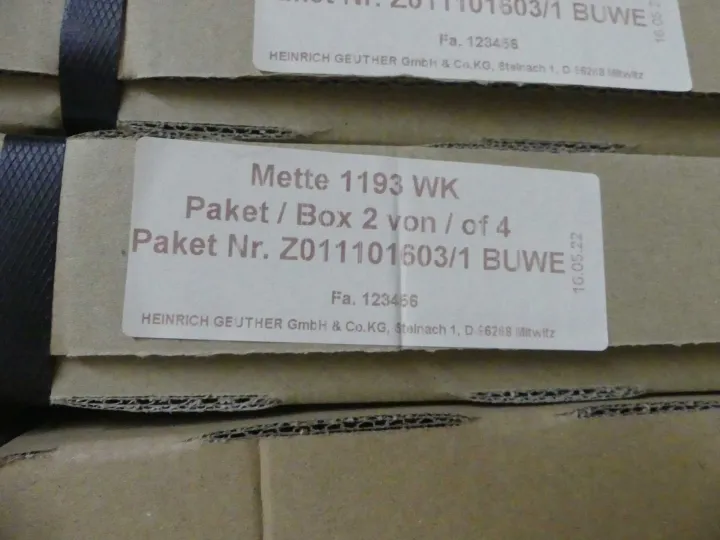 Paket Nr. Z011101603/1 BUWE
Fa. 123456
HEINRICH GEUTHER GmbH & Co.KG, Steinach 1, D-96268 Mitwitz
Mette 1193 WK
Paket / Box 2 von / of 4
Paket Nr. Z011101603/1 BUWE
16.05.22
Fa. 123456
HEINRICH GEUTHER GmbH & Co.KG, Steinach 1, D-96268 Mitwitz